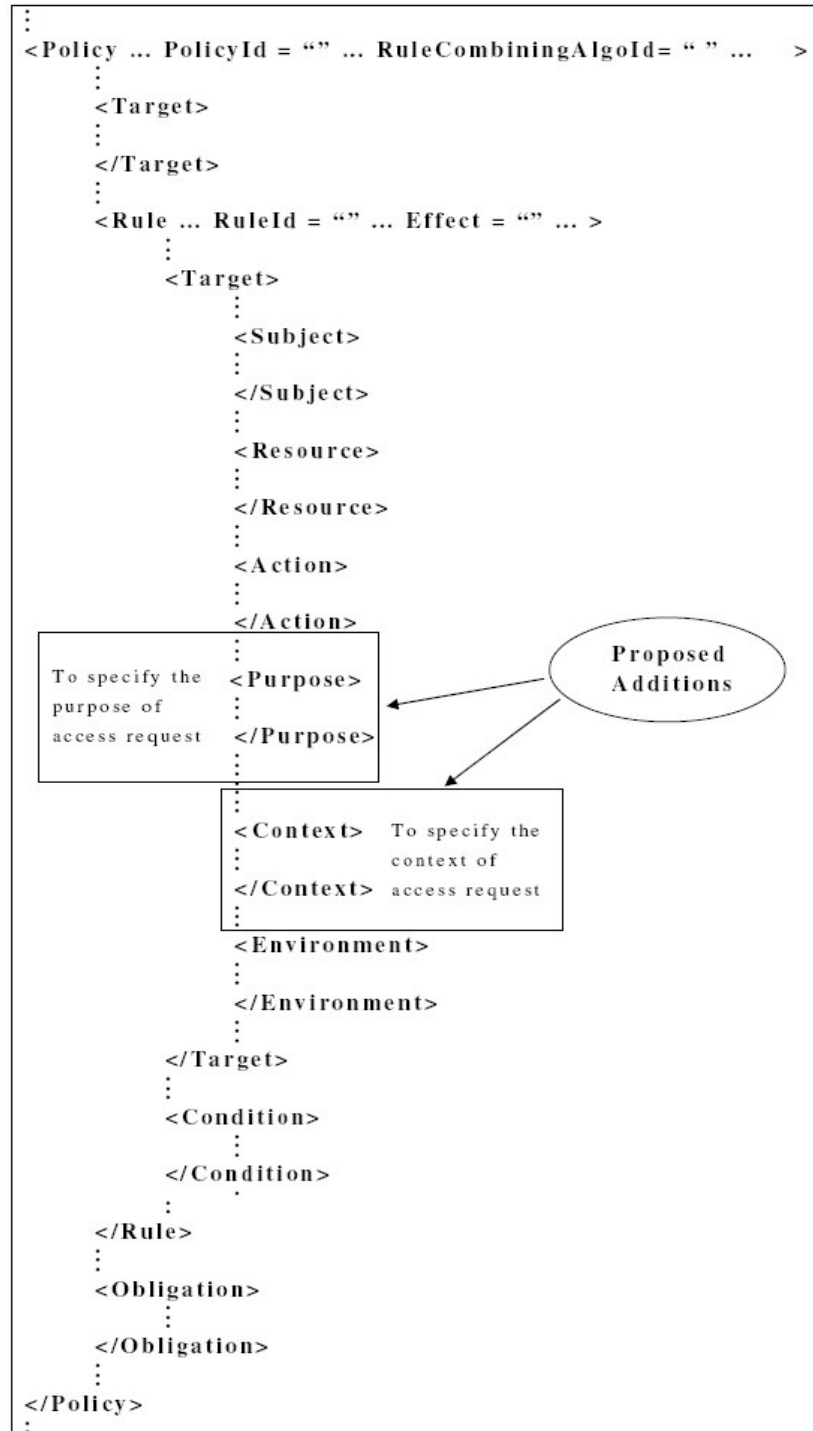 <Policy ... PolicyId = “” ... RuleCombiningAlgoId= “ ” ... >
<Target>
</Target>
<Rule ... RuleId = “” ... Effect = “” ... >
<Target>
<Subject>
</Subject>
<Resource>
</Resource>
<Action>
</Action>
To specify the
purpose of
access request
<Purpose>
</Purpose>
Proposed
Additions
<Context>
</Context>
To specify the
context of
access request
<Environment>
</Environment>
</Target>
<Condition>
</Condition>
</Rule>
<Obligation>
</Obligation>
</Policy>